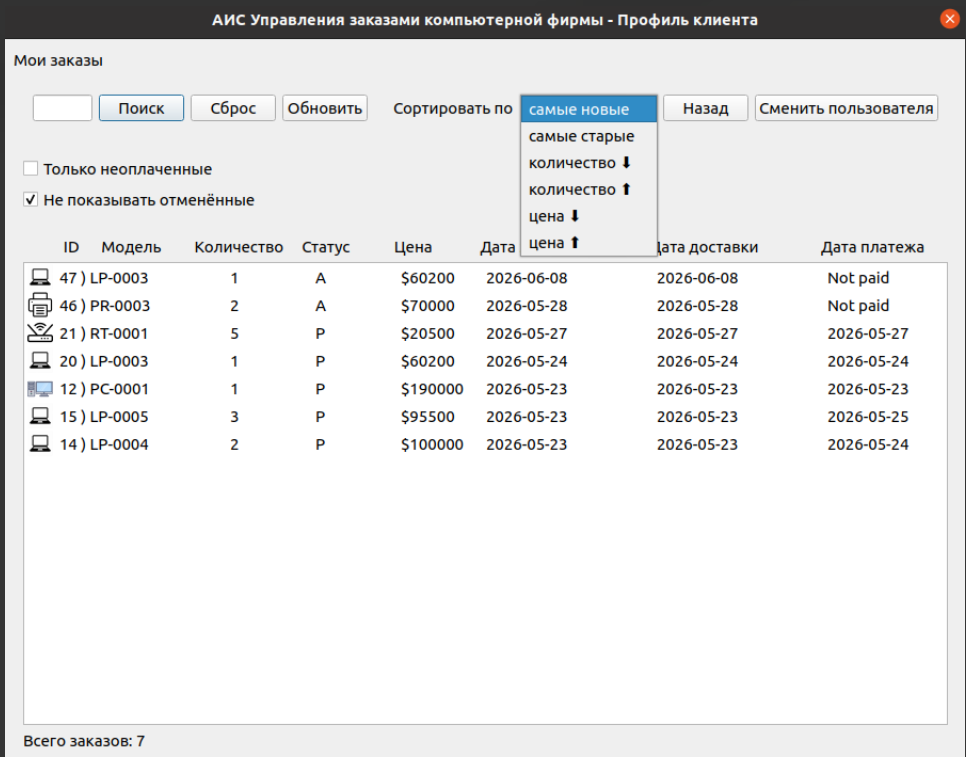 АИС Управления заказами компьютерной фирмы - Профиль клиента
Мои заказы
Поиск Сброс Обновить Сортировать по самые новые Назад Сменить пользователя
самые старые
количество ⬇
количество ⬆
цена ⬇
цена ⬆
Только неоплаченные
Не показывать отменённые
ID Модель Количество Статус Цена Дата дата доставки Дата платежа
47 ) LP-0003 1 A $60200 2026-06-08 2026-06-08 Not paid
46 ) PR-0003 2 A $70000 2026-05-28 2026-05-28 Not paid
21 ) RT-0001 5 P $20500 2026-05-27 2026-05-27 2026-05-27
20 ) LP-0003 1 P $60200 2026-05-24 2026-05-24 2026-05-24
12 ) PC-0001 1 P $190000 2026-05-23 2026-05-23 2026-05-23
15 ) LP-0005 3 P $95500 2026-05-23 2026-05-23 2026-05-25
14 ) LP-0004 2 P $100000 2026-05-23 2026-05-23 2026-05-24
Всего заказов: 7